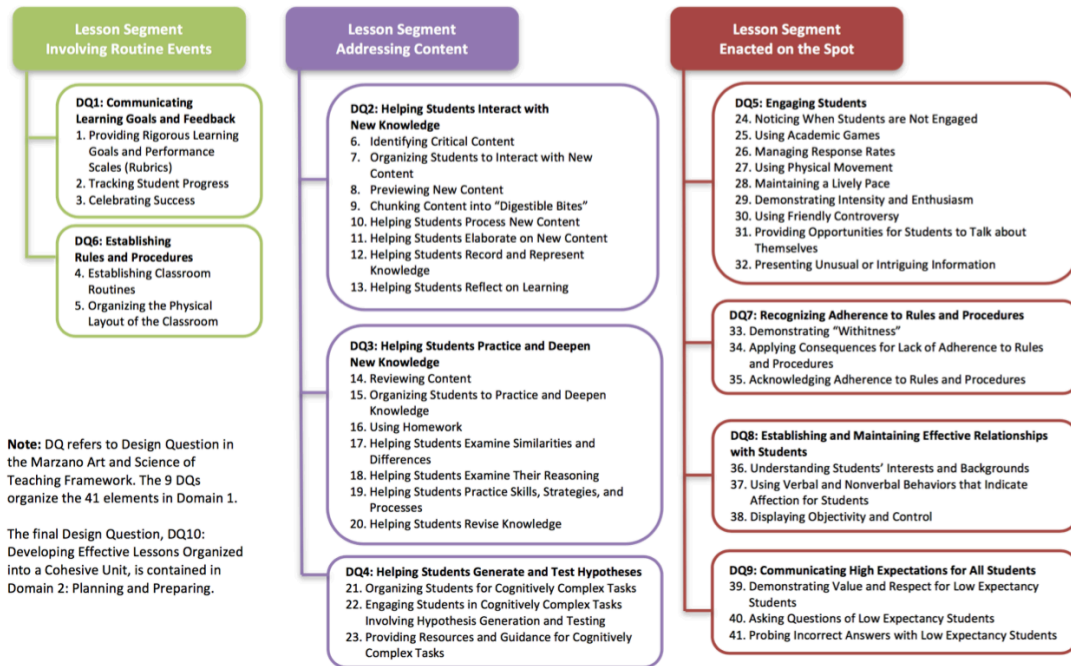 Lesson Segment
Involving Routine Events
DQ1: Communicating
Learning Goals and Feedback
1. Providing Rigorous Learning
Goals and Performance
Scales (Rubrics)
2. Tracking Student Progress
3. Celebrating Success
DQ6: Establishing
Rules and Procedures
4. Establishing Classroom
Routines
5. Organizing the Physical
Layout of the Classroom
Note: DQ refers to Design Question in
the Marzano Art and Science of
Teaching Framework. The 9 DQs
organize the 41 elements in Domain 1.
The final Design Question, DQ10:
Developing Effective Lessons Organized
into a Cohesive Unit, is contained in
Domain 2: Planning and Preparing.
Lesson Segment
Addressing Content
DQ2: Helping Students Interact with
New Knowledge
6. Identifying Critical Content
7. Organizing Students to Interact with New
Content
8. Previewing New Content
9. Chunking Content into “Digestible Bites”
10. Helping Students Process New Content
11. Helping Students Elaborate on New Content
12. Helping Students Record and Represent
Knowledge
13. Helping Students Reflect on Learning
DQ3: Helping Students Practice and Deepen
New Knowledge
14. Reviewing Content
15. Organizing Students to Practice and Deepen
Knowledge
16. Using Homework
17. Helping Students Examine Similarities and
Differences
18. Helping Students Examine Their Reasoning
19. Helping Students Practice Skills, Strategies, and
Processes
20. Helping Students Revise Knowledge
DQ4: Helping Students Generate and Test Hypotheses
21. Organizing Students for Cognitively Complex Tasks
22. Engaging Students in Cognitively Complex Tasks
Involving Hypothesis Generation and Testing
23. Providing Resources and Guidance for Cognitively
Complex Tasks
Lesson Segment
Enacted on the Spot
DQ5: Engaging Students
24. Noticing When Students are Not Engaged
25. Using Academic Games
26. Managing Response Rates
27. Using Physical Movement
28. Maintaining a Lively Pace
29. Demonstrating Intensity and Enthusiasm
30. Using Friendly Controversy
31. Providing Opportunities for Students to Talk about
Themselves
32. Presenting Unusual or Intriguing Information
DQ7: Recognizing Adherence to Rules and Procedures
33. Demonstrating “Withitness”
34. Applying Consequences for Lack of Adherence to Rules
and Procedures
35. Acknowledging Adherence to Rules and Procedures
DQ8: Establishing and Maintaining Effective Relationships
with Students
36. Understanding Students’ Interests and Backgrounds
37. Using Verbal and Nonverbal Behaviors that Indicate
Affection for Students
38. Displaying Objectivity and Control
DQ9: Communicating High Expectations for All Students
39. Demonstrating Value and Respect for Low Expectancy
Students
40. Asking Questions of Low Expectancy Students
41. Probing Incorrect Answers with Low Expectancy Students